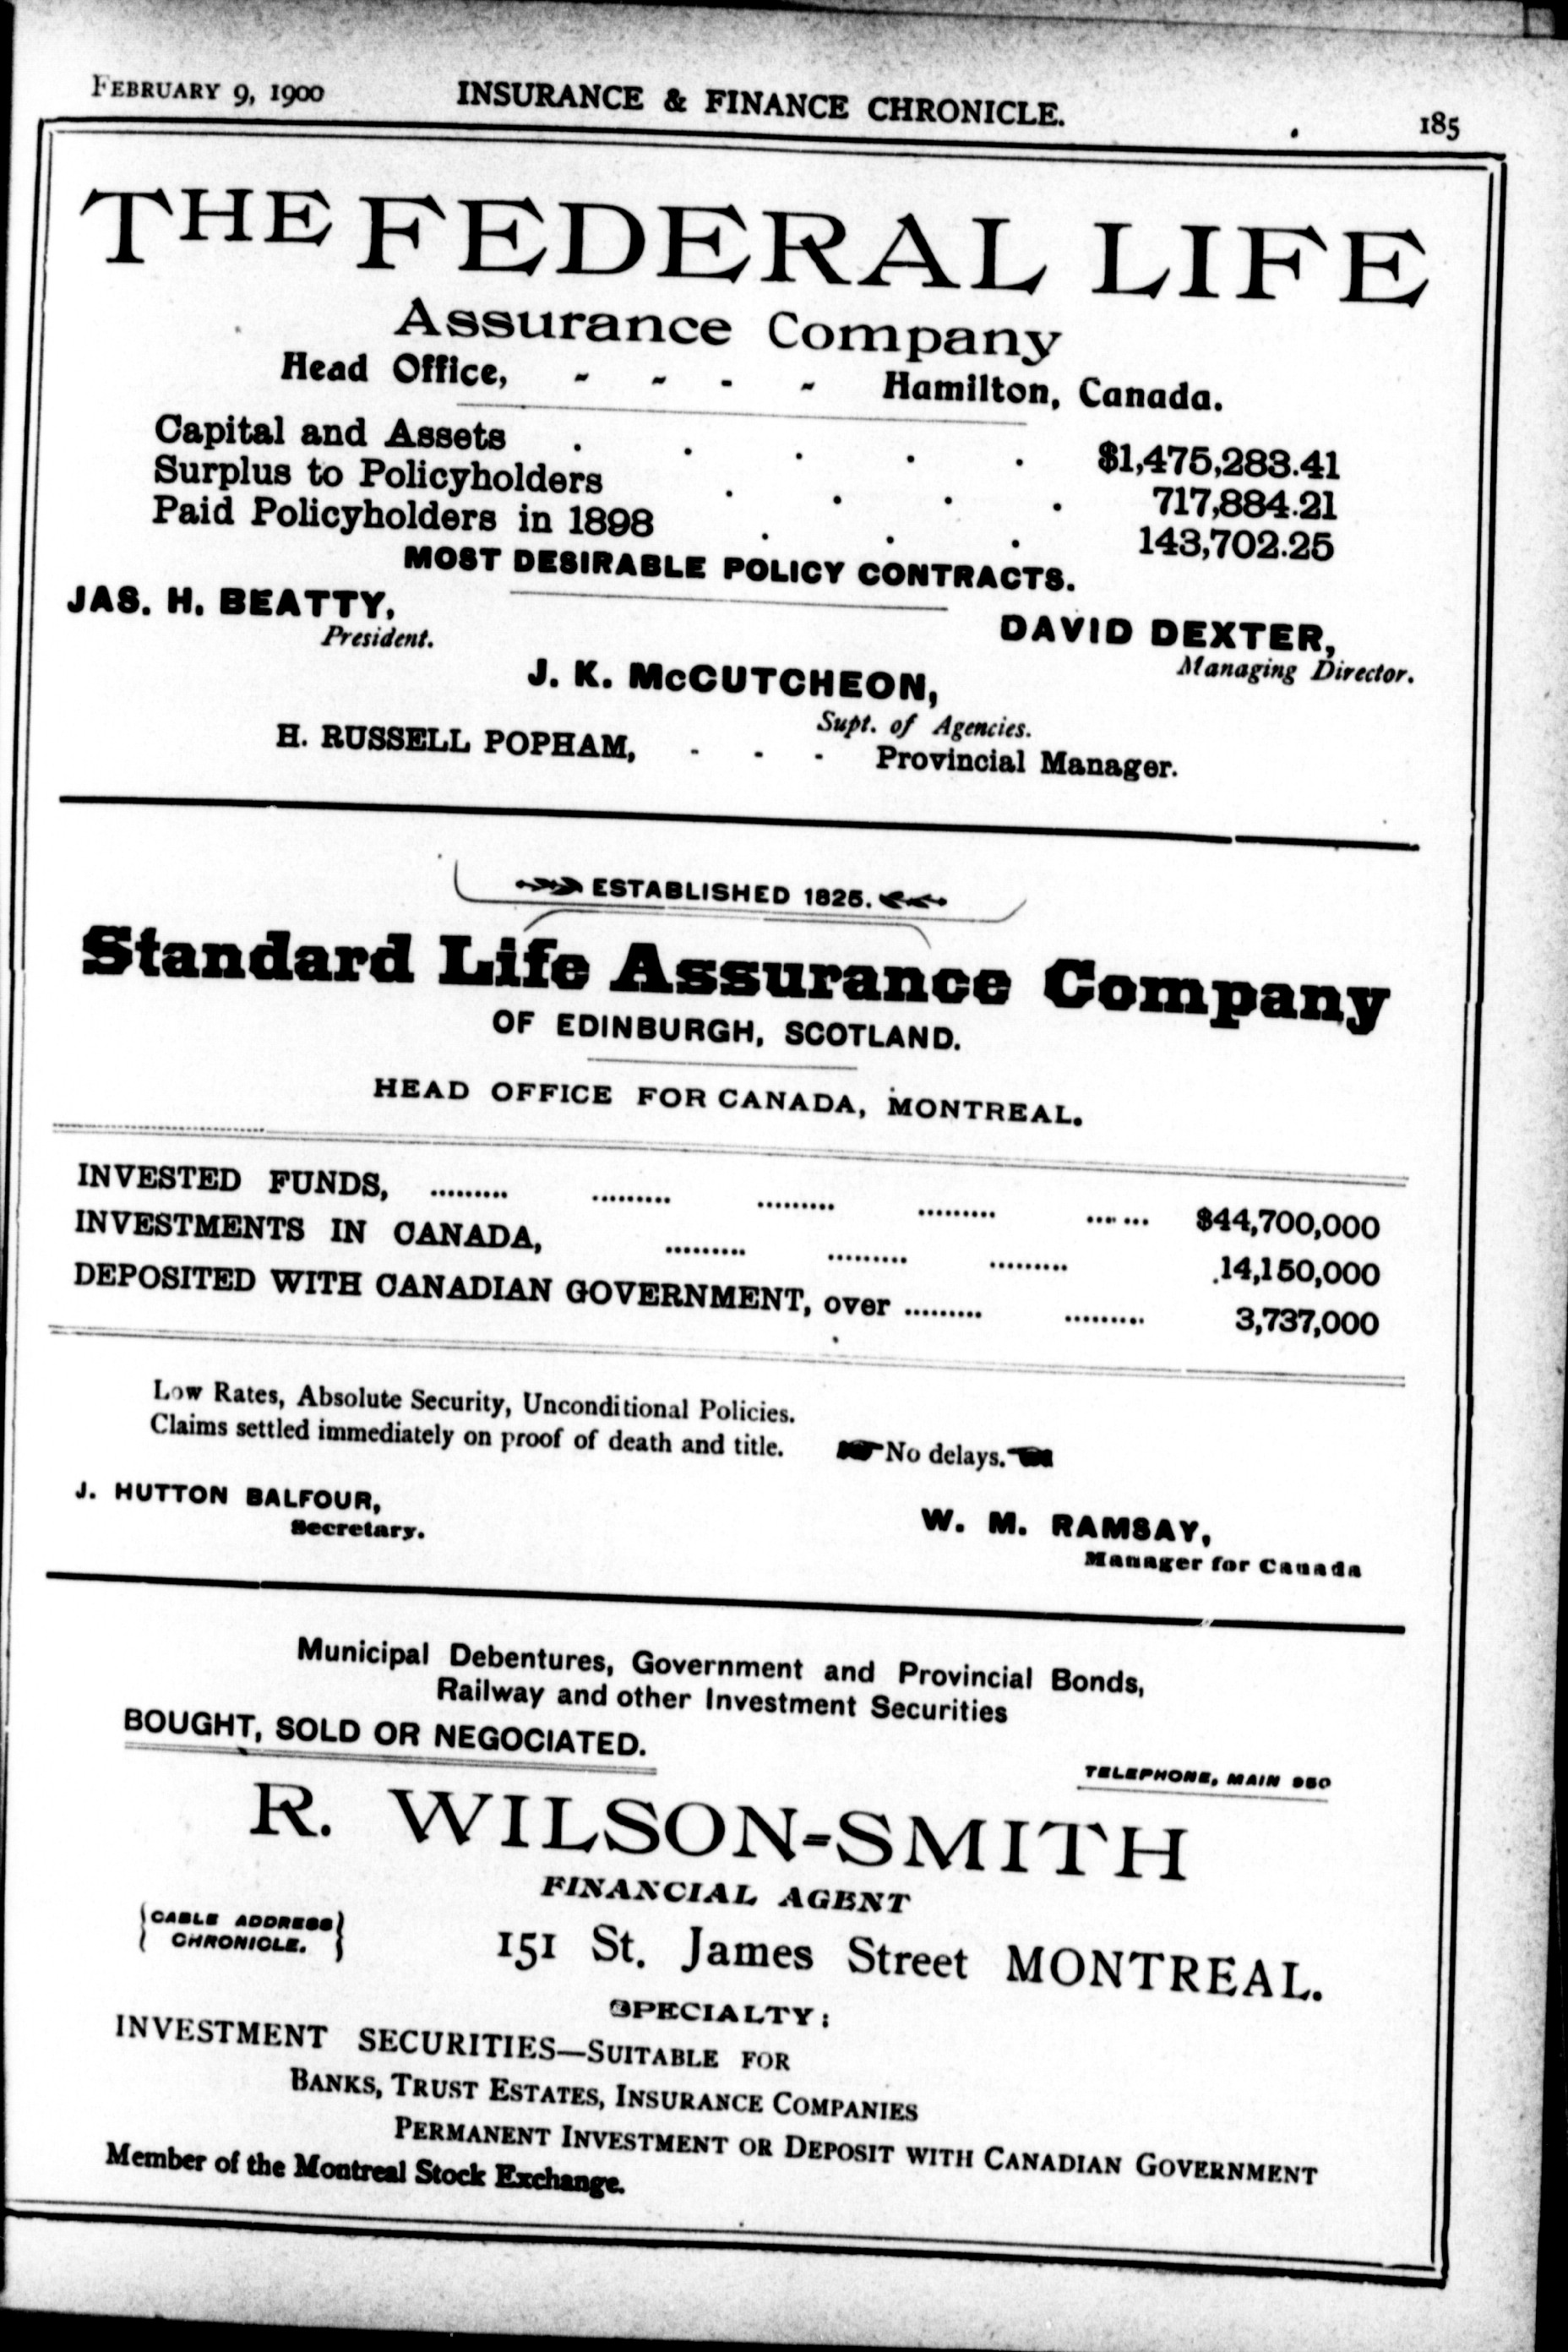 FEBRUARY 9, 1900 INSURANCE & FINANCE CHRONICLE. 185
THE FEDERAL LIFE
Assurance Company
Head Office, - - - - Hamilton, Canada.
Capital and Assets . . . . . $1,475,283.41
Surplus to Policyholders . . . . 717,884.21
Paid Policyholders in 1898 . . . 143,702.25
MOST DESIRABLE POLICY CONTRACTS.
JAS. H. BEATTY,
President.
DAVID DEXTER,
Managing Director.
J. K. McCUTCHEON,
Supt. of Agencies.
H. RUSSELL POPHAM, - - - Provincial Manager.
ESTABLISHED 1825.
Standard Life Assurance Company
OF EDINBURGH, SCOTLAND.
HEAD OFFICE FOR CANADA, MONTREAL.
INVESTED FUNDS, ......... ......... ......... ......... ...... $44,700,000
INVESTMENTS IN CANADA, ......... ......... ......... 14,150,000
DEPOSITED WITH CANADIAN GOVERNMENT, over ......... ......... 3,737,000
Low Rates, Absolute Security, Unconditional Policies.
Claims settled immediately on proof of death and title. No delays.
J. HUTTON BALFOUR,
Secretary.
W. M. RAMSAY,
Manager for Canada
Municipal Debentures, Government and Provincial Bonds,
Railway and other Investment Securities
BOUGHT, SOLD OR NEGOCIATED.
TELEPHONE, MAIN 950
R. WILSON-SMITH
FINANCIAL AGENT
CABLE ADDRESS
CHRONICLE.
151 St. James Street MONTREAL.
SPECIALTY:
INVESTMENT SECURITIES—SUITABLE FOR
BANKS, TRUST ESTATES, INSURANCE COMPANIES
PERMANENT INVESTMENT OR DEPOSIT WITH CANADIAN GOVERNMENT
Member of the Montreal Stock Exchange.